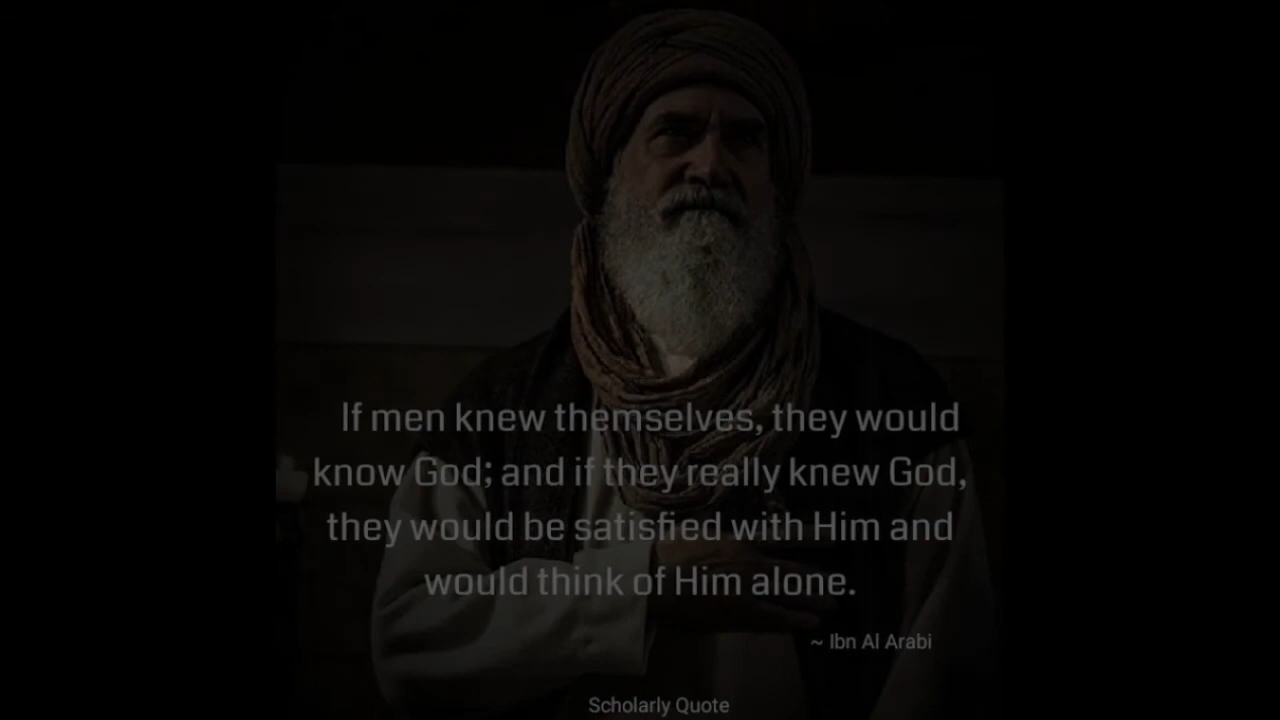 If men knew themselves, they would
know God; and if they really knew God,
they would be satisfied with Him and
would think of Him alone.
~ Ibn Al Arabi
Scholarly Quote